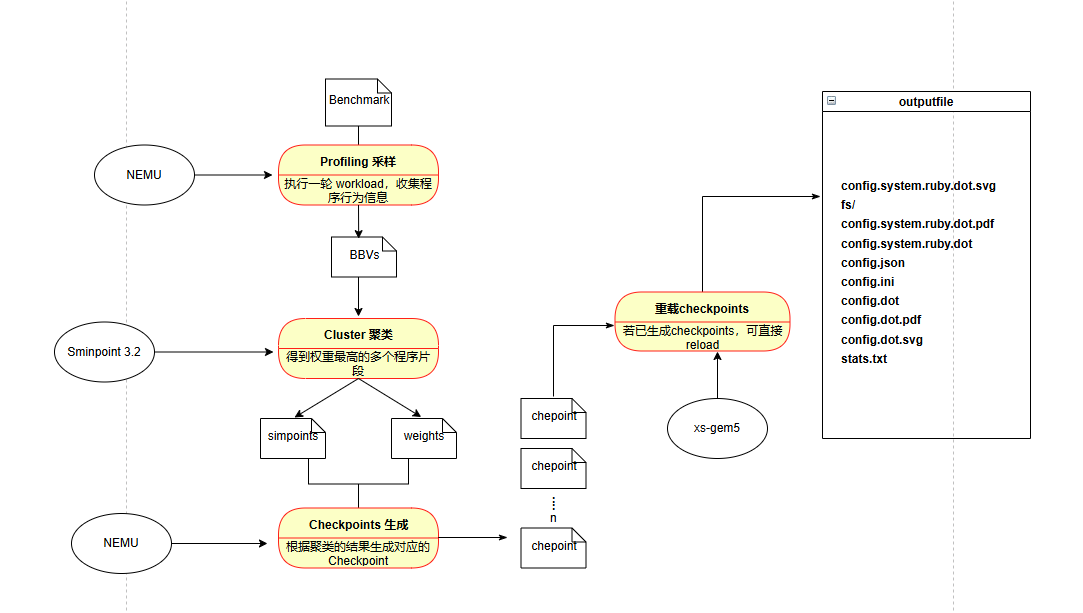 Benchmark
NEMU
Profiling 采样
执行一轮 workload，收集程
序行为信息
BBVs
Sminpoint 3.2
Cluster 聚类
得到权重最高的多个程序片
段
simpoints
weights
NEMU
Checkpoints 生成
根据聚类的结果生成对应的
Checkpoint
chepoint
chepoint
n
chepoint
重载checkpoints
若已生成checkpoints，可直接
reload
xs-gem5
outputfile
config.system.ruby.dot.svg
fs/
config.system.ruby.dot.pdf
config.system.ruby.dot
config.json
config.ini
config.dot
config.dot.pdf
config.dot.svg
stats.txt